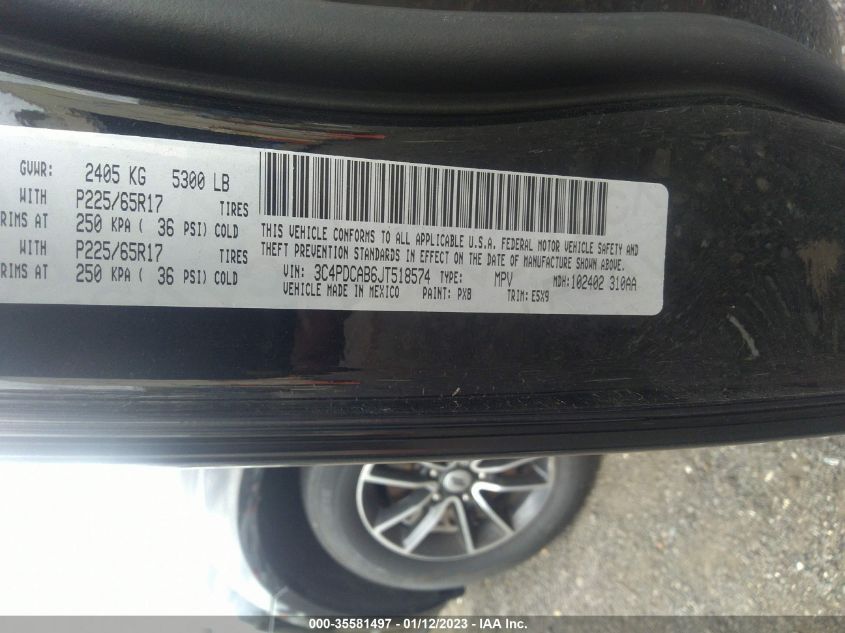 GVWR: 2405 KG 5300 LB
WITH P225/65R17 TIRES
RIMS AT 250 KPA ( 36 PSI) COLD
WITH P225/65R17 TIRES
RIMS AT 250 KPA ( 36 PSI) COLD
THIS VEHICLE CONFORMS TO ALL APPLICABLE U.S.A. FEDERAL MOTOR VEHICLE SAFETY AND
THEFT PREVENTION STANDARDS IN EFFECT ON THE DATE OF MANUFACTURE SHOWN ABOVE.
VIN: 3C4PDCAB6JT518574 TYPE: MPV MDH:102402 310AA
VEHICLE MADE IN MEXICO PAINT: PX8 TRIM: E5X9
000-35581497 - 01/12/2023 - IAA Inc.